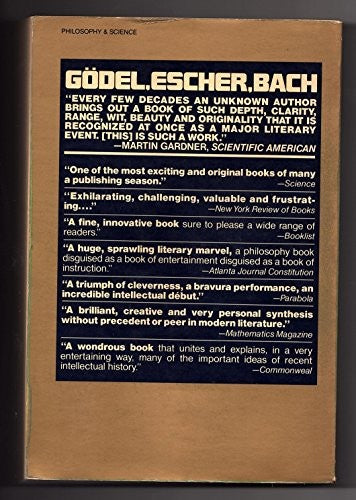 PHILOSOPHY & SCIENCE
GÖDEL,ESCHER,BACH
"EVERY FEW DECADES AN UNKNOWN AUTHOR
BRINGS OUT A BOOK OF SUCH DEPTH, CLARITY,
RANGE, WIT, BEAUTY AND ORIGINALITY THAT IT IS
RECOGNIZED AT ONCE AS A MAJOR LITERARY
EVENT. [THIS] IS SUCH A WORK."
—MARTIN GARDNER, SCIENTIFIC AMERICAN
"One of the most exciting and original books of many
a publishing season."
—Science
"Exhilarating, challenging, valuable and frustrat-
ing...."
—New York Review of Books
"A fine, innovative book sure to please a wide range of
readers."
—Booklist
"A huge, sprawling literary marvel, a philosophy book
disguised as a book of entertainment disguised as a book of
instruction."
—Atlanta Journal Constitution
"A triumph of cleverness, a bravura performance, an
incredible intellectual début."
—Parabola
"A brilliant, creative and very personal synthesis
without precedent or peer in modern literature."
—Mathematics Magazine
"A wondrous book that unites and explains, in a very
entertaining way, many of the important ideas of recent
intellectual history."
—Commonweal